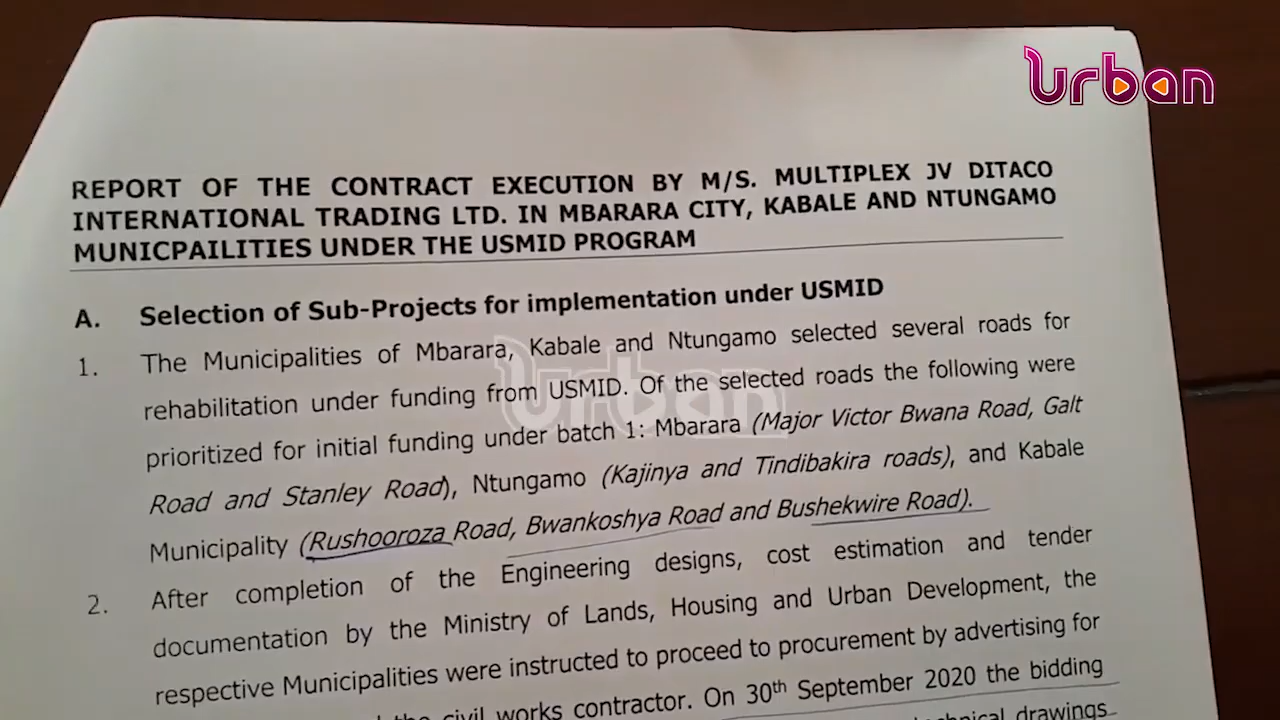 Urban
REPORT OF THE CONTRACT EXECUTION BY M/S. MULTIPLEX JV DITACO
INTERNATIONAL TRADING LTD. IN MBARARA CITY, KABALE AND NTUNGAMO
MUNICPAILITIES UNDER THE USMID PROGRAM
A. Selection of Sub-Projects for implementation under USMID
1. The Municipalities of Mbarara, Kabale and Ntungamo selected several roads for
rehabilitation under funding from USMID. Of the selected roads the following were
Urban
prioritized for initial funding under batch 1: Mbarara (Major Victor Bwana Road, Galt
Road and Stanley Road), Ntungamo (Kajinya and Tindibakira roads), and Kabale
Municipality (Rushooroza Road, Bwankoshya Road and Bushekwire Road).
2. After completion of the Engineering designs, cost estimation and tender
documentation by the Ministry of Lands, Housing and Urban Development, the
respective Municipalities were instructed to proceed to procurement by advertising for
the civil works contractor. On 30th September 2020 the bidding
drawings